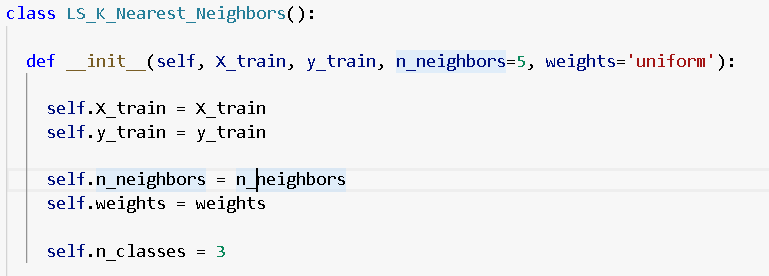 class LS_K_Nearest_Neighbors():
def __init__(self, X_train, y_train, n_neighbors=5, weights='uniform'):
self.X_train = X_train
self.y_train = y_train
self.n_neighbors = n_neighbors
self.weights = weights
self.n_classes = 3